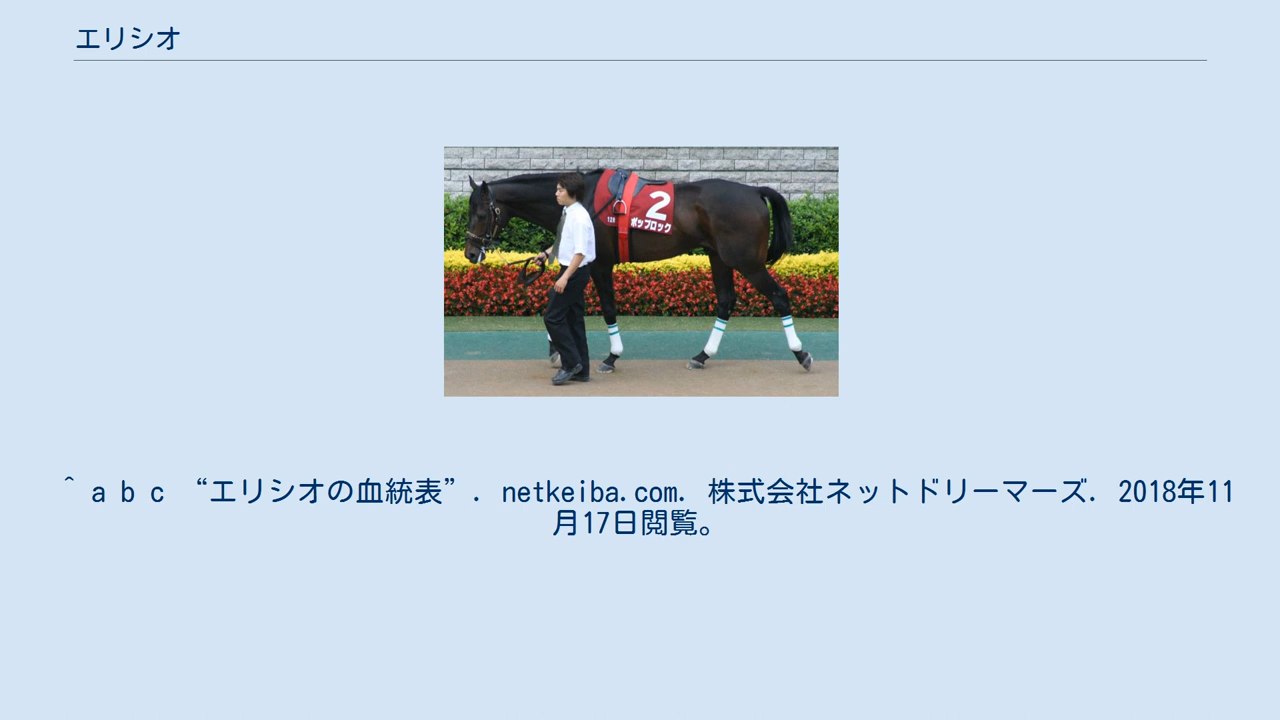 エリシオ
2
12R ポップロック
^ a b c “エリシオの血統表”. netkeiba.com. 株式会社ネットドリーマーズ. 2018年11
月17日閲覧。